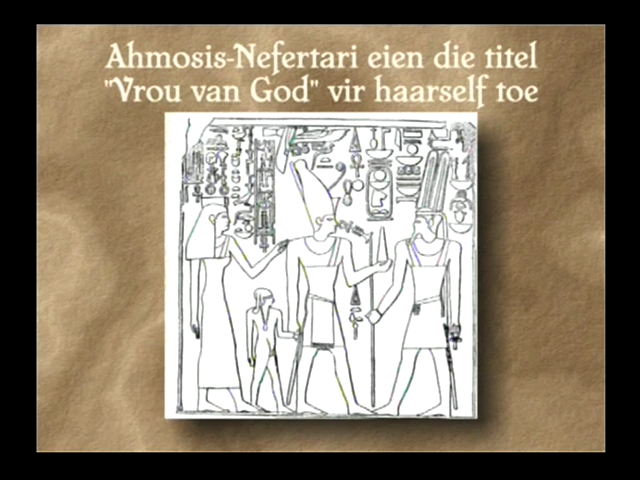 Ahmosis-Nefertari eien die titel
"Vrou van God" vir haarself toe